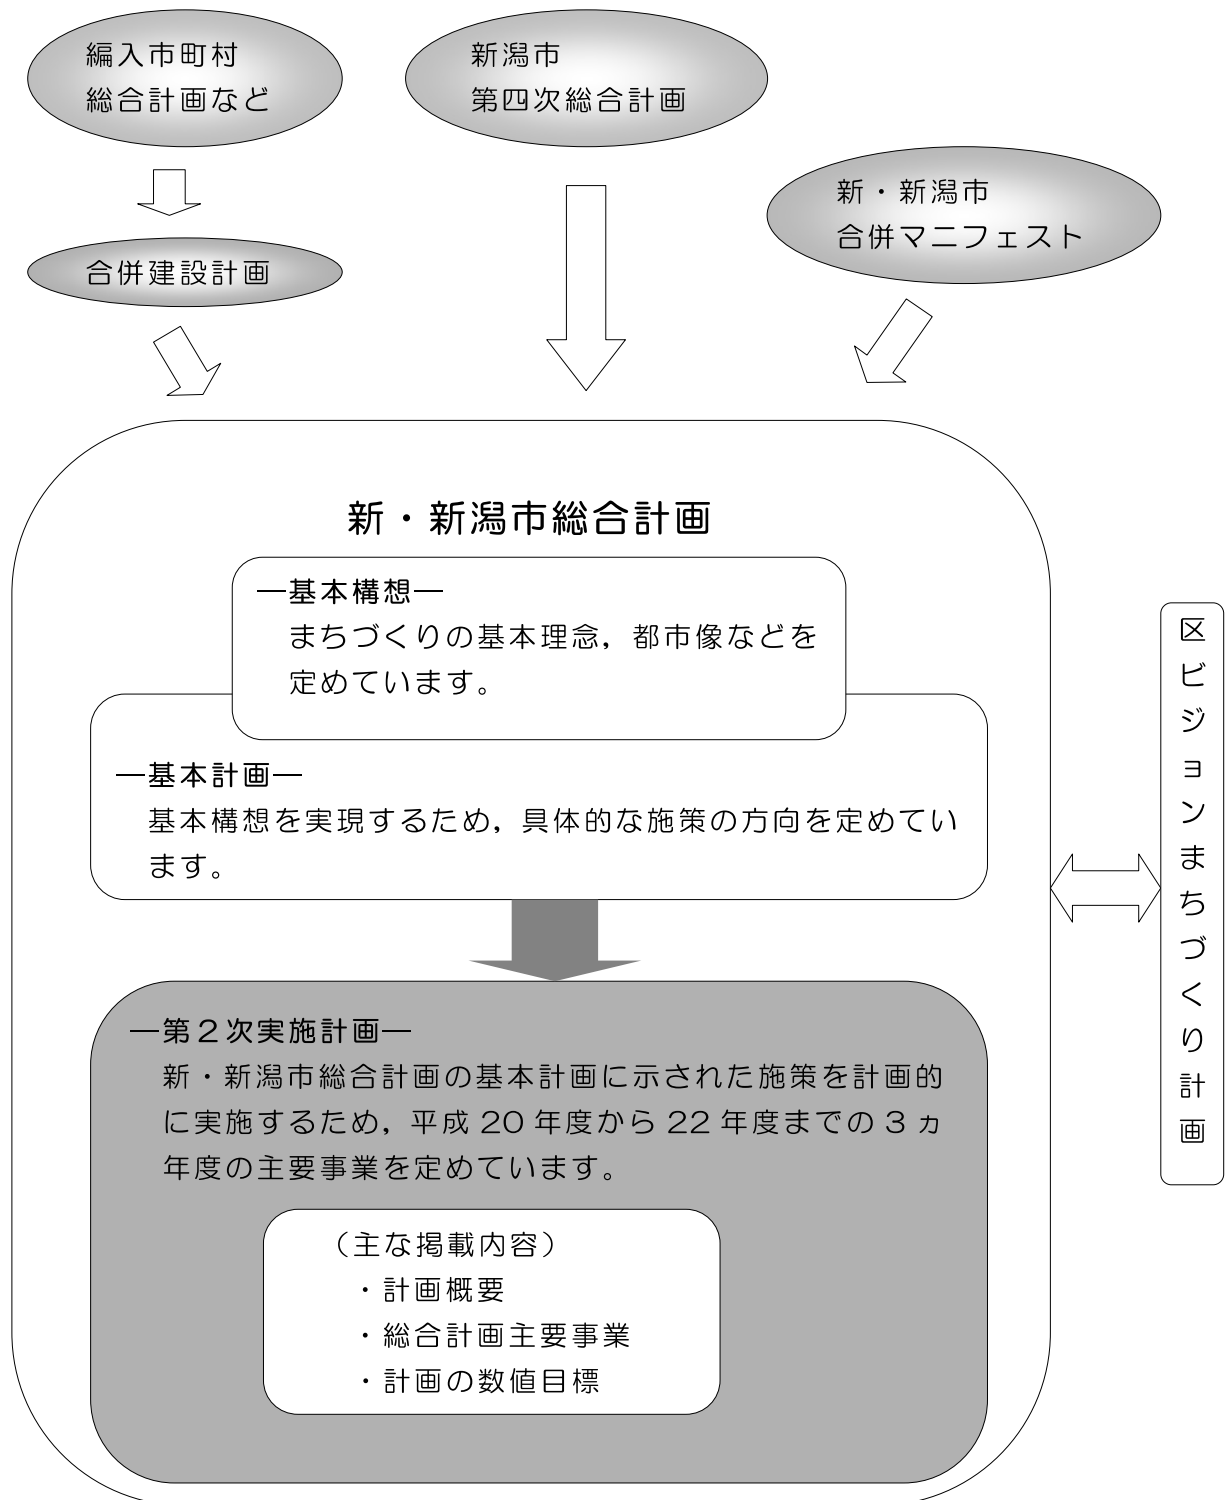 編入市町村
総合計画など
新潟市
第四次総合計画
新・新潟市
合併マニフェスト
合併建設計画
新・新潟市総合計画
―基本構想―
まちづくりの基本理念，都市像などを
定めています。
―基本計画―
基本構想を実現するため，具体的な施策の方向を定めてい
ます。
―第２次実施計画―
新・新潟市総合計画の基本計画に示された施策を計画的
に実施するため，平成 20 年度から 22 年度までの 3 ヵ
年度の主要事業を定めています。
（主な掲載内容）
・計画概要
・総合計画主要事業
・計画の数値目標
区ビジョンまちづくり計画